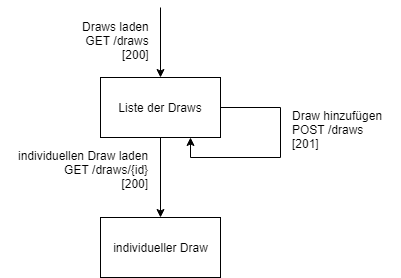 Draws laden
GET /draws
[200]
Liste der Draws
Draw hinzufügen
POST /draws
[201]
individuellen Draw laden
GET /draws/{id}
[200]
individueller Draw